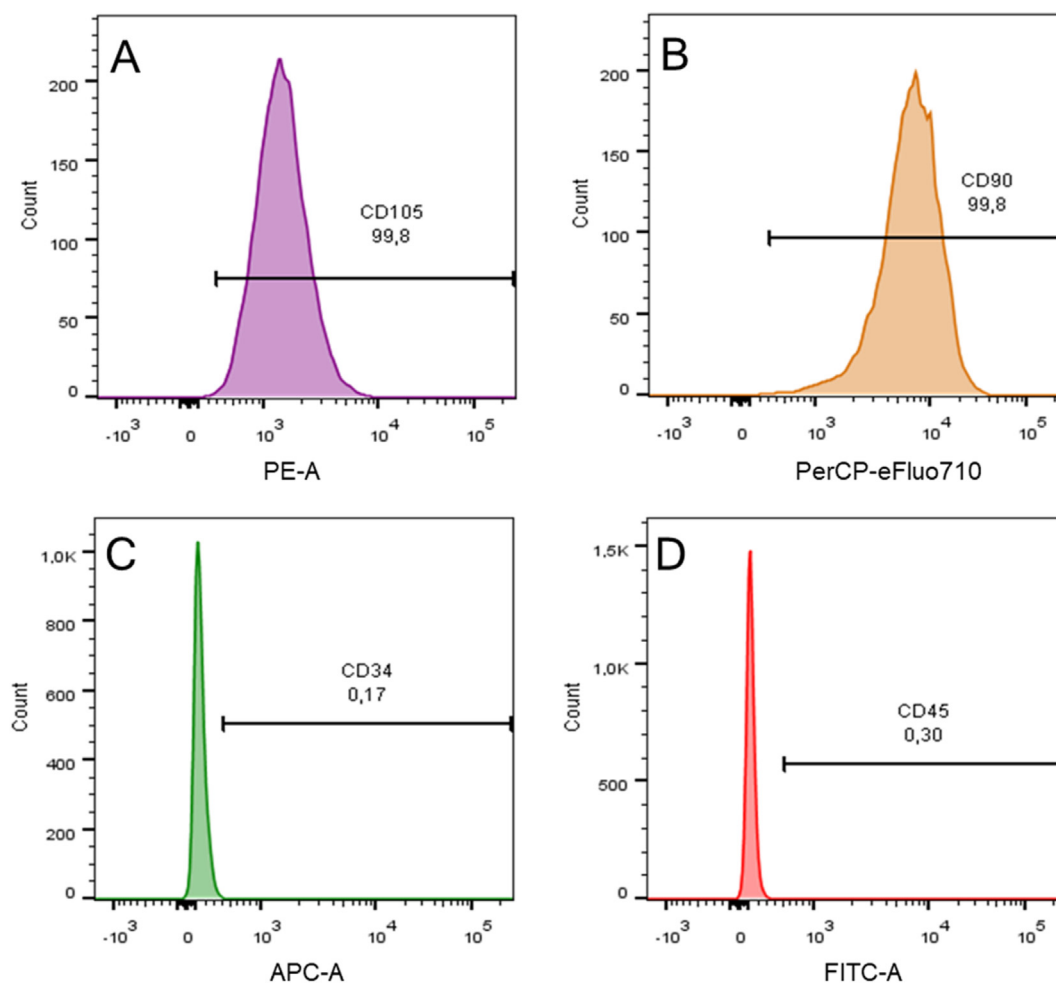 A
200
150
100
50
0
Count
CD105
99,8
-10³ 0 10³ 10⁴ 10⁵
PE-A
B
200
150
100
50
0
Count
CD90
99,8
-10³ 0 10³ 10⁴ 10⁵
PerCP-eFluo710
C
1,0K
800
600
400
200
0
Count
CD34
0,17
-10³ 0 10³ 10⁴ 10⁵
APC-A
D
1,5K
1,0K
500
0
Count
CD45
0,30
-10³ 0 10³ 10⁴ 10⁵
FITC-A